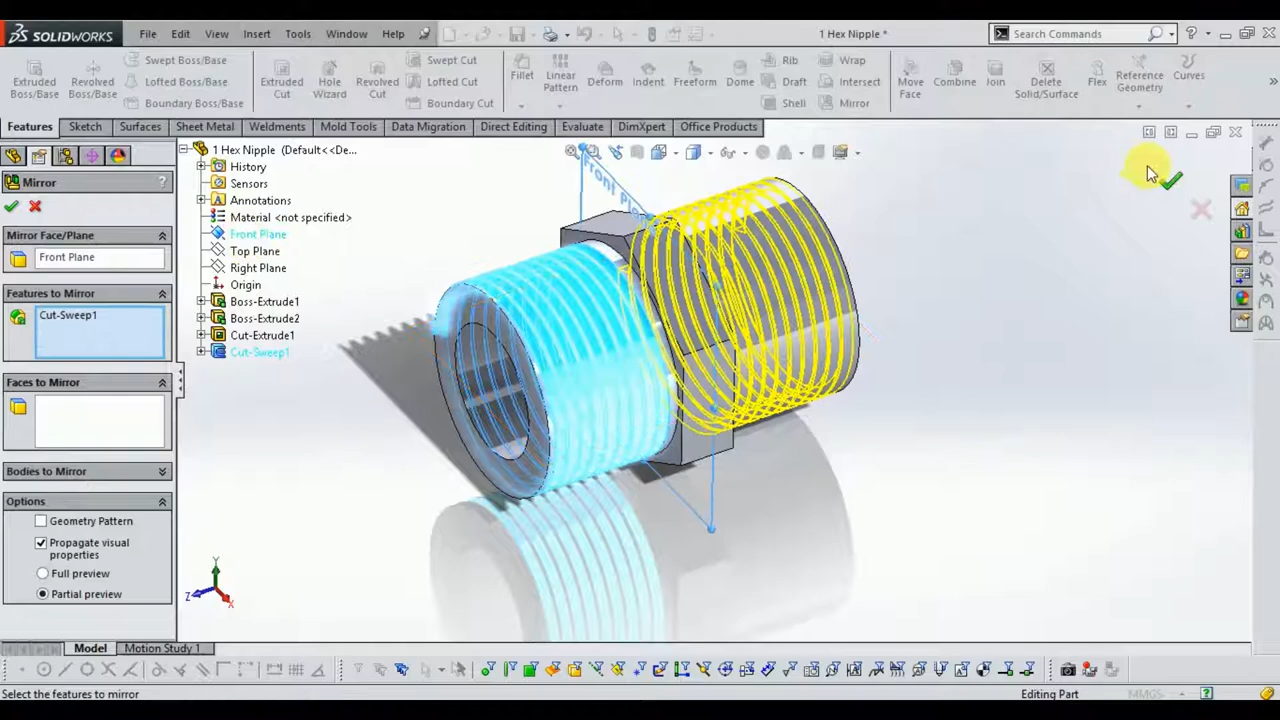 SOLIDWORKS File Edit View Insert Tools Window Help 1 Hex Nipple * Search Commands
Extruded Boss/Base Revolved Boss/Base Swept Boss/Base Lofted Boss/Base Boundary Boss/Base Extruded Cut Hole Wizard Revolved Cut Swept Cut Lofted Cut Boundary Cut Fillet Linear Pattern Deform Indent Freeform Dome Rib Draft Shell Wrap Intersect Mirror Move Face Combine Join Delete Solid/Surface Flex Reference Geometry Curves
Features Sketch Surfaces Sheet Metal Weldments Mold Tools Data Migration Direct Editing Evaluate DimXpert Office Products
Mirror ?
Mirror Face/Plane
Front Plane
Features to Mirror
Cut-Sweep1
Faces to Mirror
Bodies to Mirror
Options
Geometry Pattern
Propagate visual
properties
Full preview
Partial preview
1 Hex Nipple (Default<<De...
History
Sensors
Annotations
Material <not specified>
Front Plane
Top Plane
Right Plane
Origin
Boss-Extrude1
Boss-Extrude2
Cut-Extrude1
Cut-Sweep1
Front Plane
Y
Z
X
Model Motion Study 1
Select the features to mirror Editing Part MMGS